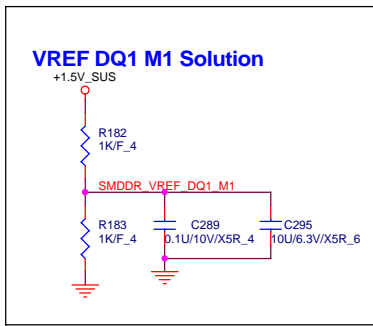 VREF DQ1 M1 Solution
+1.5V_SUS
R182
1K/F_4
SMDDR_VREF_DQ1_M1
R183
1K/F_4
C289
0.1U/10V/X5R_4
C295
10U/6.3V/X5R_6